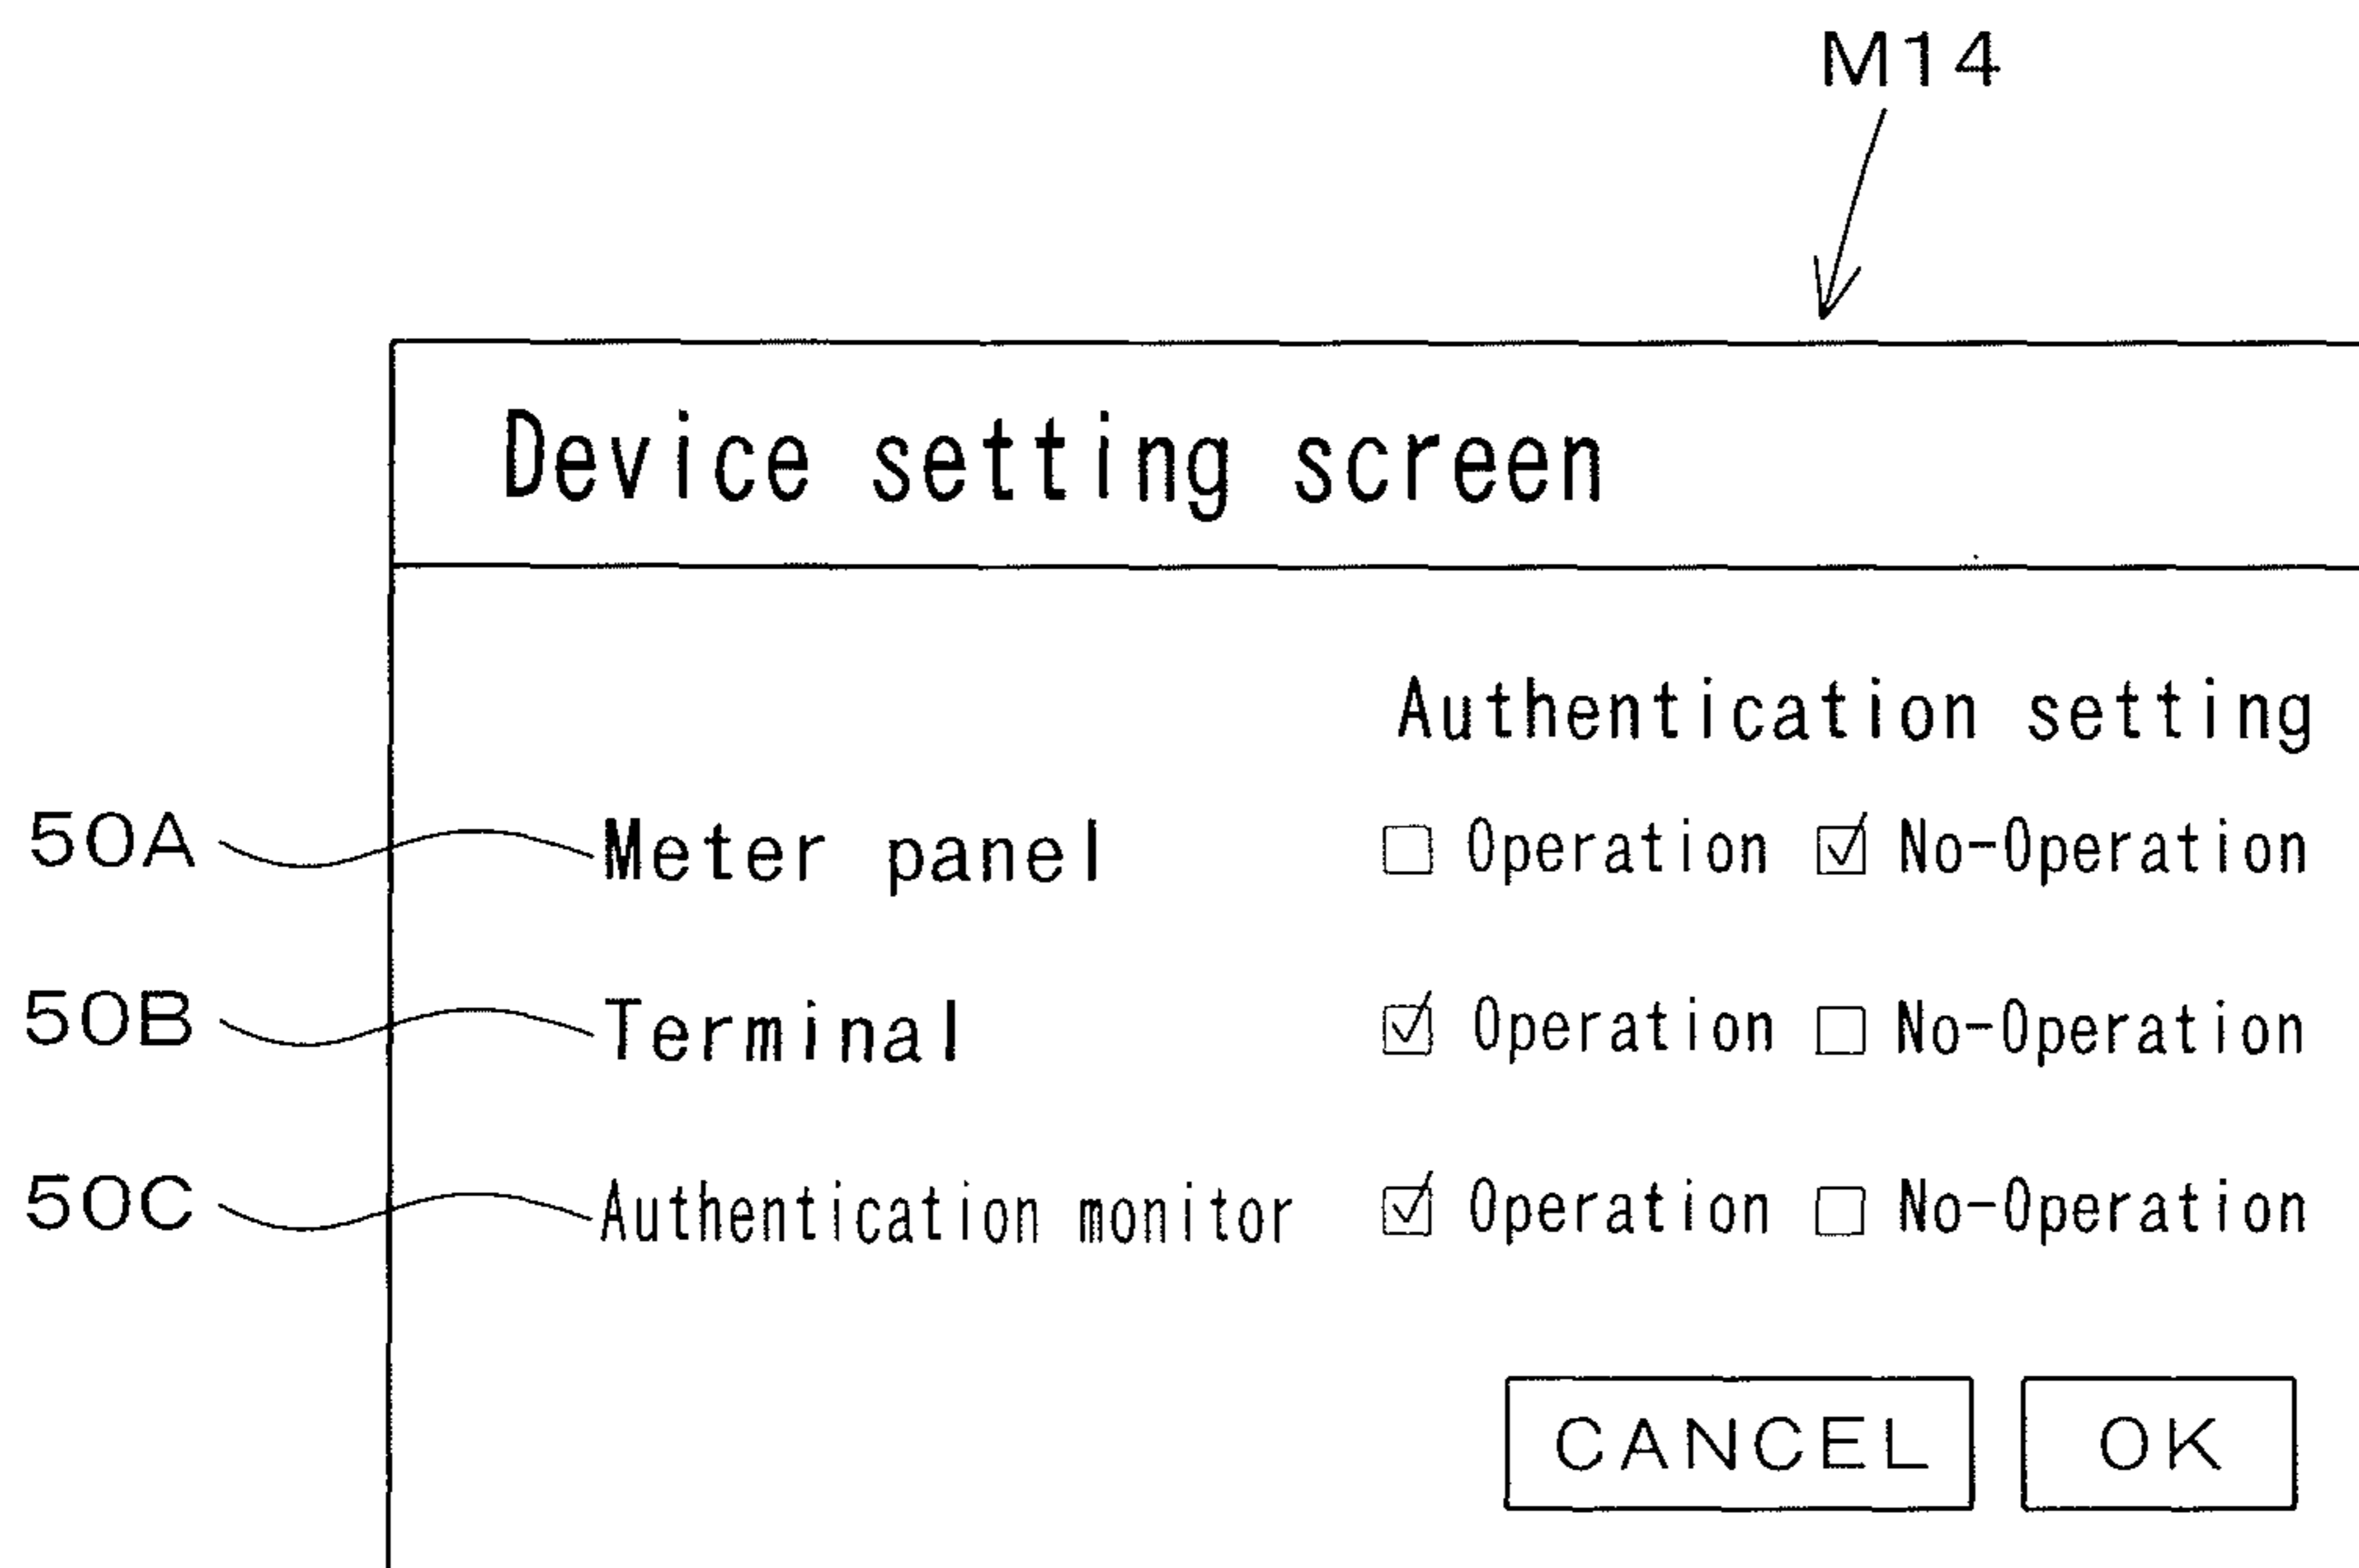 M14
Device setting screen
Authentication setting
50A Meter panel Operation No-Operation
50B Terminal Operation No-Operation
50C Authentication monitor Operation No-Operation
CANCEL OK